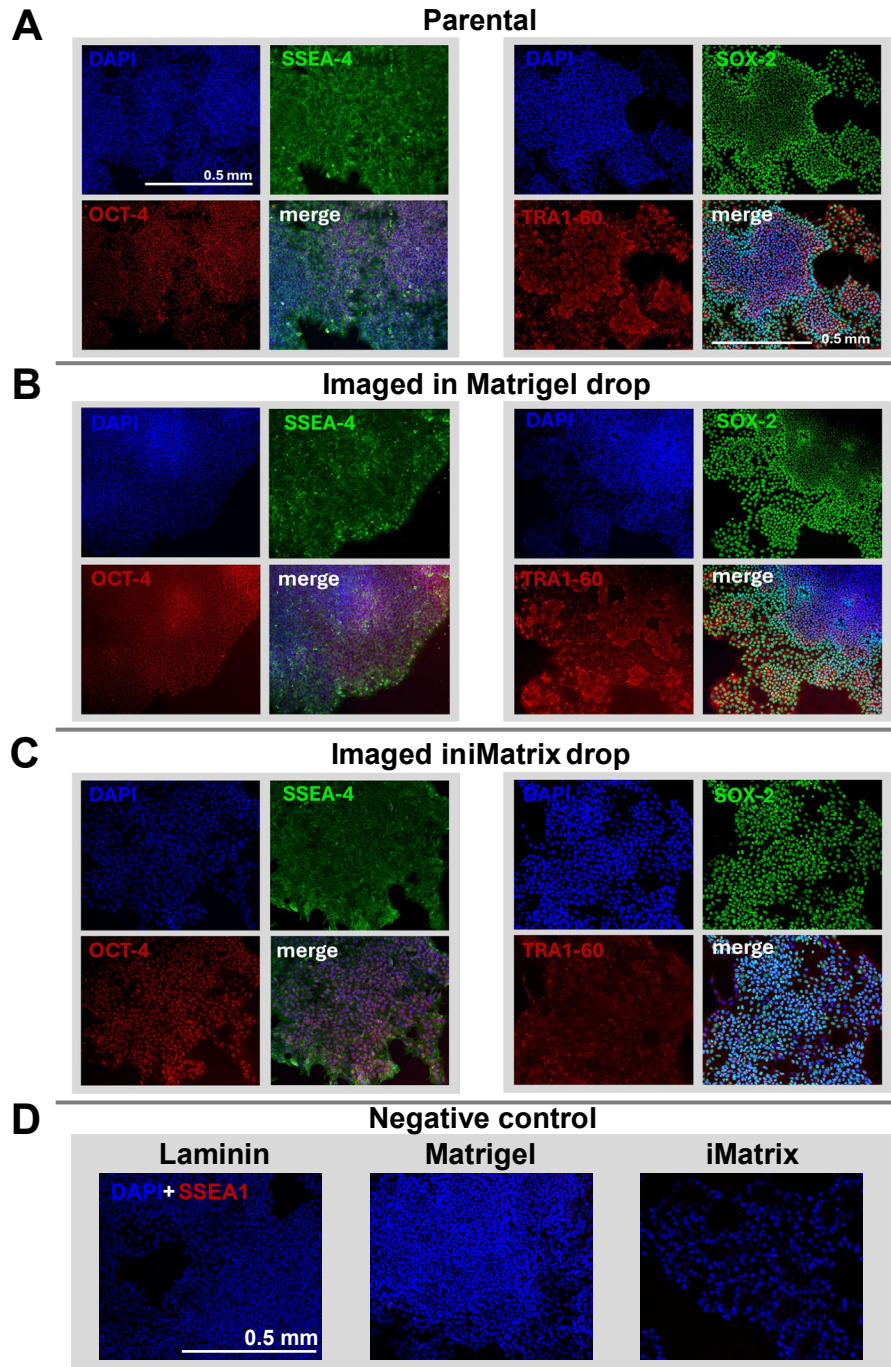 A
Parental
DAPI
SSEA-4
DAPI
SOX-2
0.5 mm
OCT-4
merge
TRA1-60
merge
0.5 mm
B
Imaged in Matrigel drop
DAPI
SSEA-4
DAPI
SOX-2
OCT-4
merge
TRA1-60
merge
C
Imaged iniMatrix drop
DAPI
SSEA-4
DAPI
SOX-2
OCT-4
merge
TRA1-60
merge
D
Negative control
Laminin
Matrigel
iMatrix
DAPI+SSEA1
0.5 mm